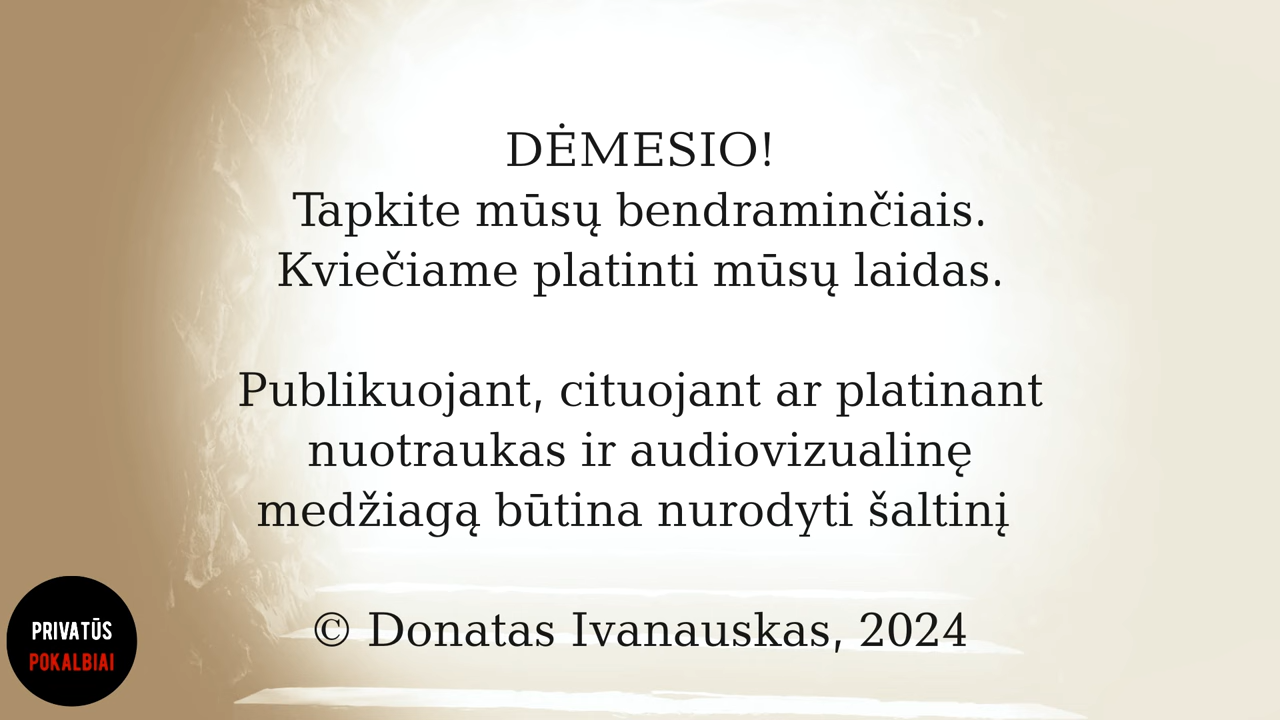 DĖMESIO!
Tapkite mūsų bendraminčiais.
Kviečiame platinti mūsų laidas.
Publikuojant, cituojant ar platinant
nuotraukas ir audiovizualinę
medžiagą būtina nurodyti šaltinį
© Donatas Ivanauskas, 2024
PRIVATŪS
POKALBIAI